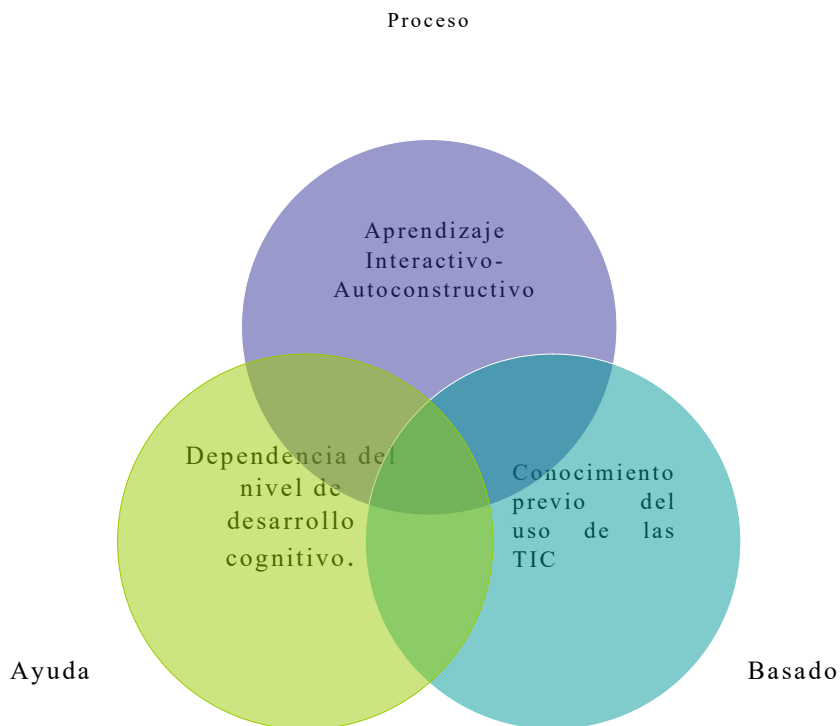 Proceso
Aprendizaje
Interactivo-
Autoconstructivo
Dependencia del
nivel de
desarrollo
cognitivo.
Conocimiento
previo del
uso de las
TIC
Ayuda
Basado